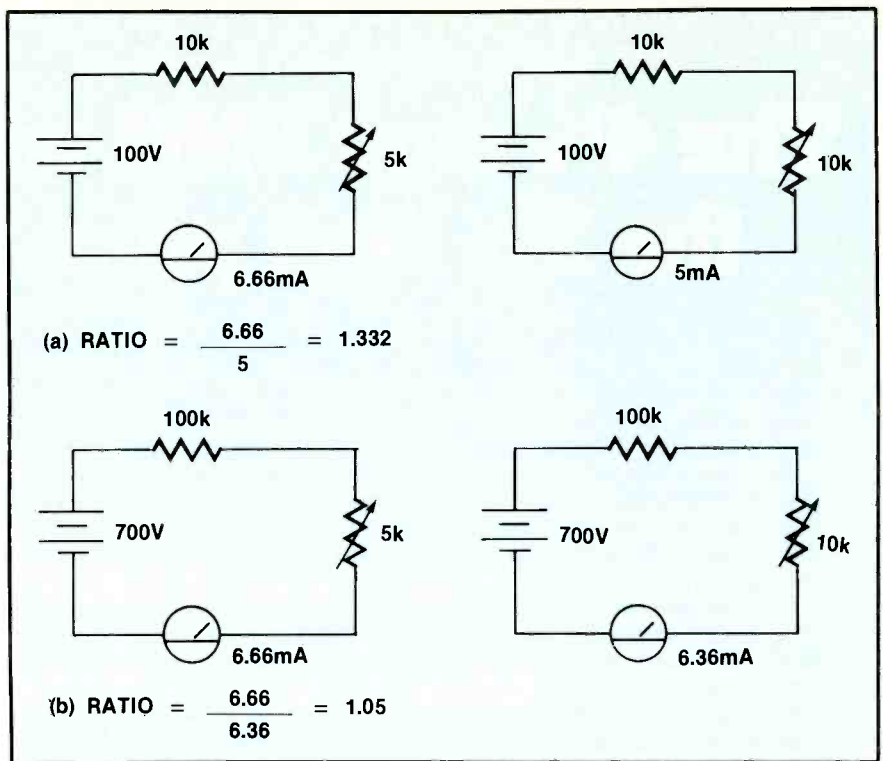 10k
10k
100V
5k
100V
10k
6.66mA
5mA
(a) RATIO = 6.66 / 5 = 1.332
100k
100k
700V
5k
700V
10k
6.66mA
6.36mA
(b) RATIO = 6.66 / 6.36 = 1.05